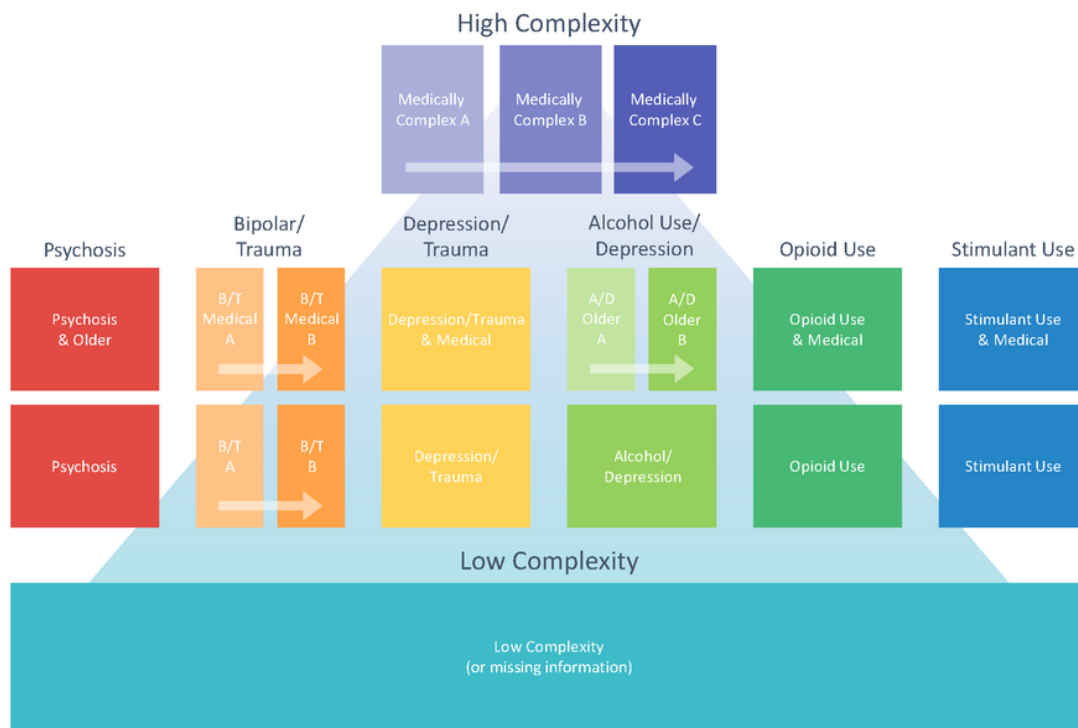 High Complexity
Medically
Complex A
Medically
Complex B
Medically
Complex C
Psychosis
Bipolar/
Trauma
Depression/
Trauma
Alcohol Use/
Depression
Opioid Use
Stimulant Use
Psychosis
& Older
B/T
Medical
A
B/T
Medical
B
Depression/Trauma
& Medical
A/D
Older
A
A/D
Older
B
Opioid Use
& Medical
Stimulant Use
& Medical
Psychosis
B/T
A
B/T
B
Depression/
Trauma
Alcohol/
Depression
Opioid Use
Stimulant Use
Low Complexity
Low Complexity
(or missing information)